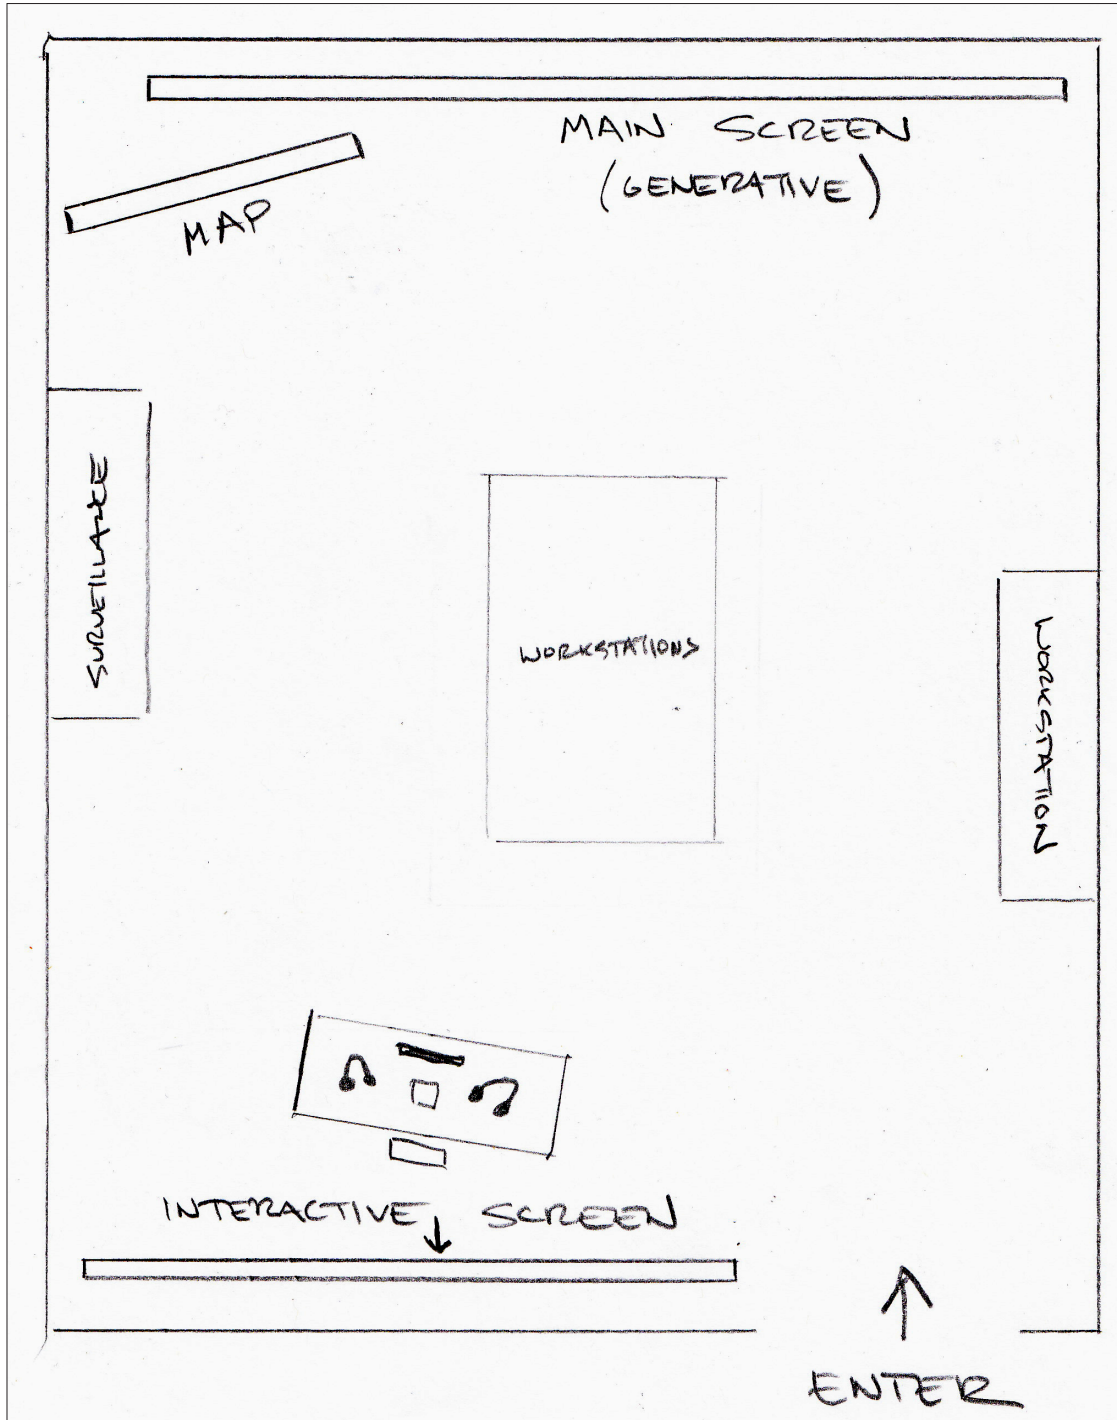 MAIN SCREEN
(GENERATIVE)
MAP
SURVEILLANCE
WORKSTATIONS
WORKSTATION
INTERACTIVE SCREEN
ENTER